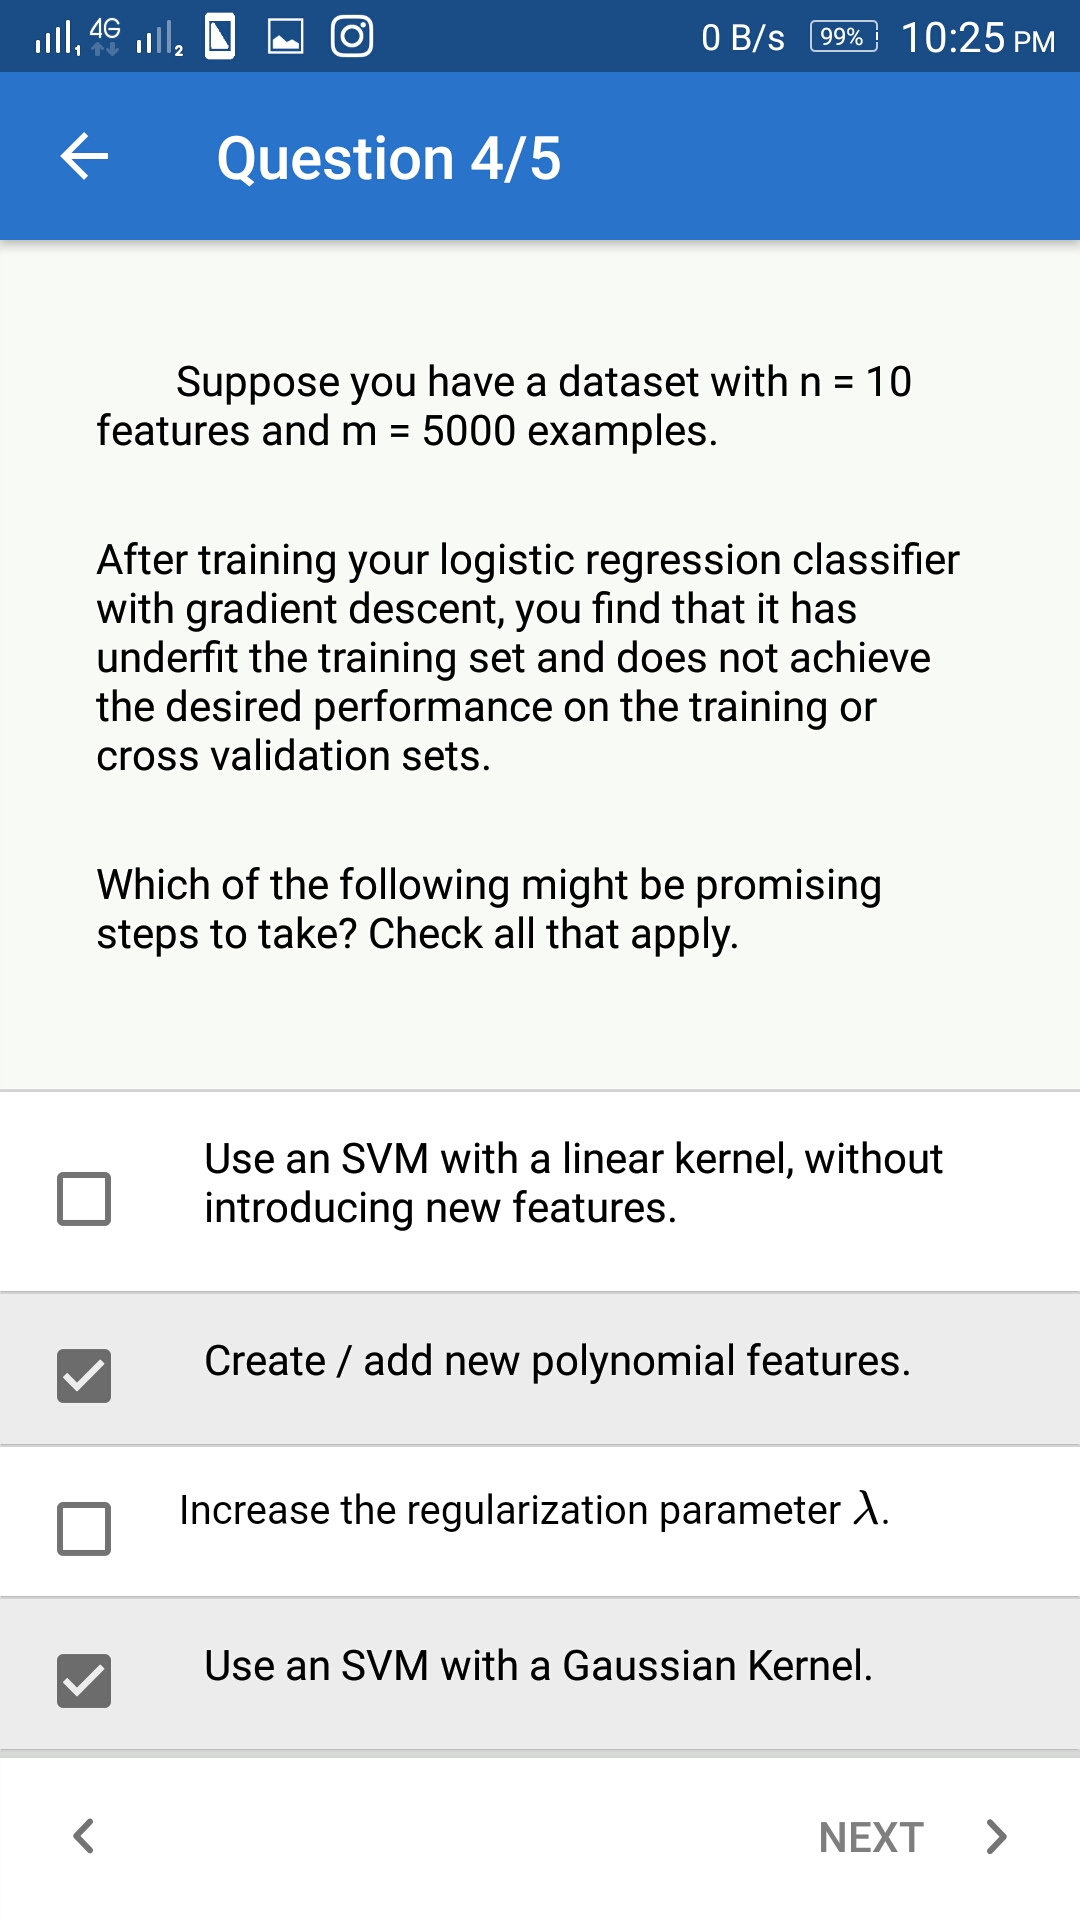 4G 1 2 0 B/s 99% 10:25 PM
Question 4/5
Suppose you have a dataset with n = 10
features and m = 5000 examples.
After training your logistic regression classifier
with gradient descent, you find that it has
underfit the training set and does not achieve
the desired performance on the training or
cross validation sets.
Which of the following might be promising
steps to take? Check all that apply.
Use an SVM with a linear kernel, without
introducing new features.
Create / add new polynomial features.
Increase the regularization parameter λ.
Use an SVM with a Gaussian Kernel.
NEXT